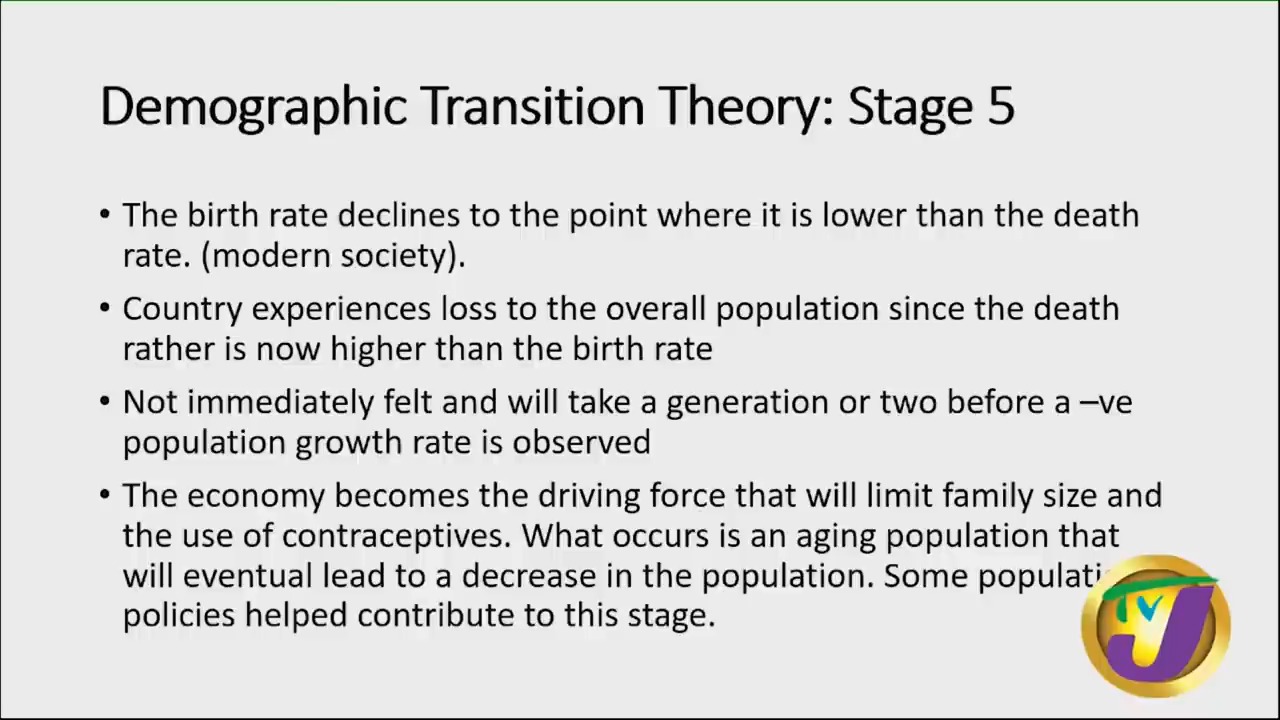 Demographic Transition Theory: Stage 5
• The birth rate declines to the point where it is lower than the death
rate. (modern society).
• Country experiences loss to the overall population since the death
rather is now higher than the birth rate
• Not immediately felt and will take a generation or two before a –ve
population growth rate is observed
• The economy becomes the driving force that will limit family size and
the use of contraceptives. What occurs is an aging population that
will eventual lead to a decrease in the population. Some
policies helped contribute to this stage.
TVJ